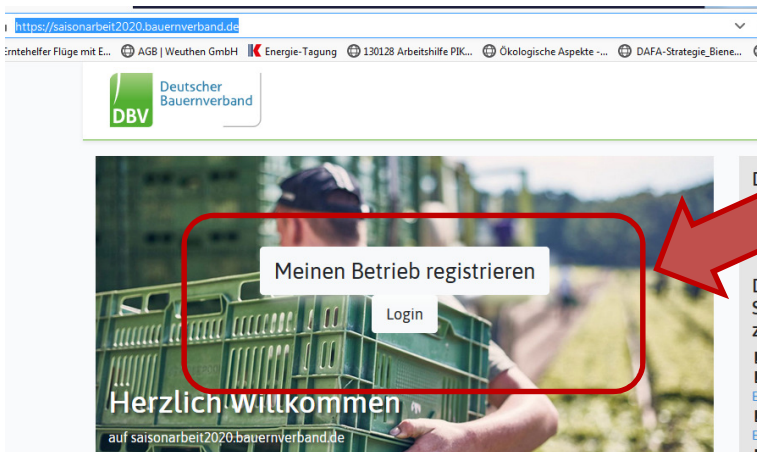 https://saisonarbeit2020.bauernverband.de
Erntehelfer Flüge mit E... AGB | Weuthen GmbH Energie-Tagung 130128 Arbeitshilfe PIK... Ökologische Aspekte -... DAFA-Strategie_Biene...
Deutscher
Bauernverband
DBV
Meinen Betrieb registrieren
Login
Herzlich Willkommen
auf saisonarbeit2020.bauernverband.de